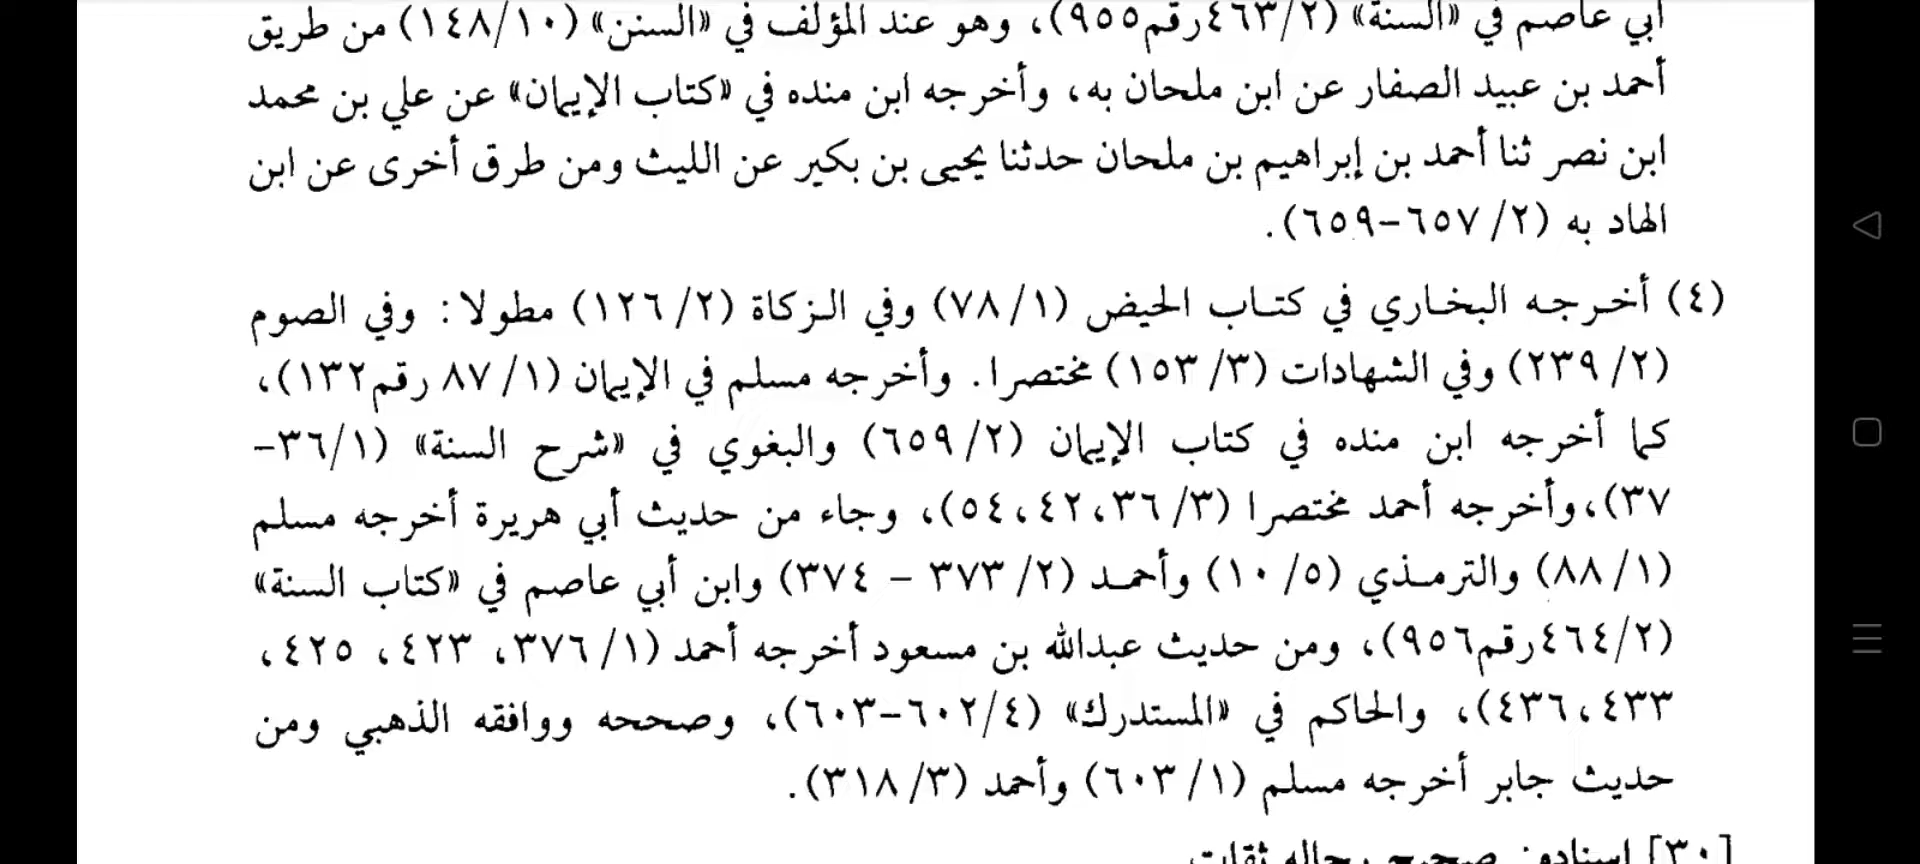 أبي عاصم في «السنة» (٢/ ٤٦٣رقم٩٥٥)، وهو عند المؤلف في «السنن» (١٤٨/١٠) من طريق
أحمد بن عبيد الصفار عن ابن ملحان به، وأخرجه ابن منده في «كتاب الإيمان» عن علي بن محمد
ابن نصر ثنا أحمد بن إبراهيم بن ملحان حدثنا يحيى بن بكير عن الليث ومن طرق أخرى عن ابن
الهاد به (٢/ ٦٥٧-٦٥٩).
(٤) أخرجه البخاري في كتاب الحيض (١/ ٧٨) وفي الزكاة (٢/ ١٢٦) مطولا: وفي الصوم
(٢/ ٢٣٩) وفي الشهادات (٣/ ١٥٣) مختصرا. وأخرجه مسلم في الإيمان (١/ ٨٧ رقم١٣٢)،
كما أخرجه ابن منده في كتاب الإيمان (٢/ ٦٥٩) والبغوي في «شرح السنة» (١/ ٣٦-
٣٧)،وأخرجه أحمد مختصرا (٣/ ٣٦،٤٢،٥٤)، وجاء من حديث أبي هريرة أخرجه مسلم
(١/ ٨٨) والترمذي (٥/ ١٠) وأحمد (٢/ ٣٧٣ – ٣٧٤) وابن أبي عاصم في «كتاب السنة»
(٢/ ٤٦٤رقم٩٥٦)، ومن حديث عبدالله بن مسعود أخرجه أحمد (١/ ٣٧٦، ٤٢٣، ٤٢٥،
٤٣٣،٤٣٦)، والحاكم في «المستدرك» (٤/ ٦٠٢-٦٠٣)، وصححه ووافقه الذهبي ومن
حديث جابر أخرجه مسلم (١/ ٦٠٣) وأحمد (٣/ ٣١٨).
[٣٠] إسناده: صحيح رجاله ثقات